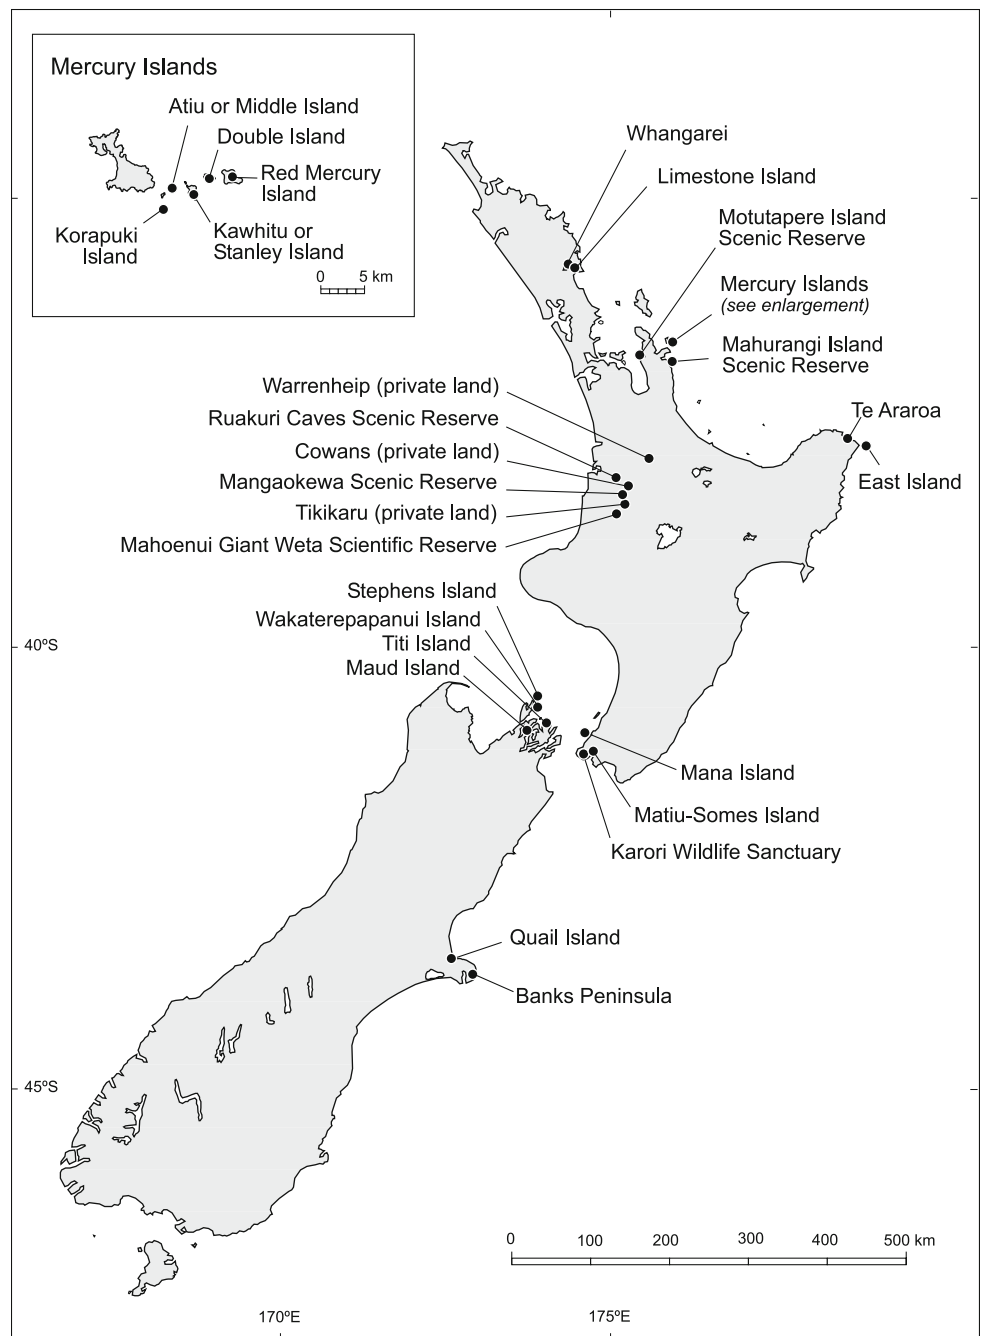 Mercury Islands
Atiu or Middle Island
Double Island
Red Mercury
Island
Korapuki
Island
Kawhitu or
Stanley Island
0 5 km
Whangarei
Limestone Island
Motutapere Island
Scenic Reserve
Mercury Islands
(see enlargement)
Mahurangi Island
Scenic Reserve
Warrenheip (private land)
Ruakuri Caves Scenic Reserve
Cowans (private land)
Mangaokewa Scenic Reserve
Tikikaru (private land)
Mahoenui Giant Weta Scientific Reserve
Te Araroa
East Island
Stephens Island
Wakaterepapanui Island
Titi Island
Maud Island
40ºS
Mana Island
Matiu-Somes Island
Karori Wildlife Sanctuary
Quail Island
Banks Peninsula
45ºS
0 100 200 300 400 500 km
170ºE 175ºE